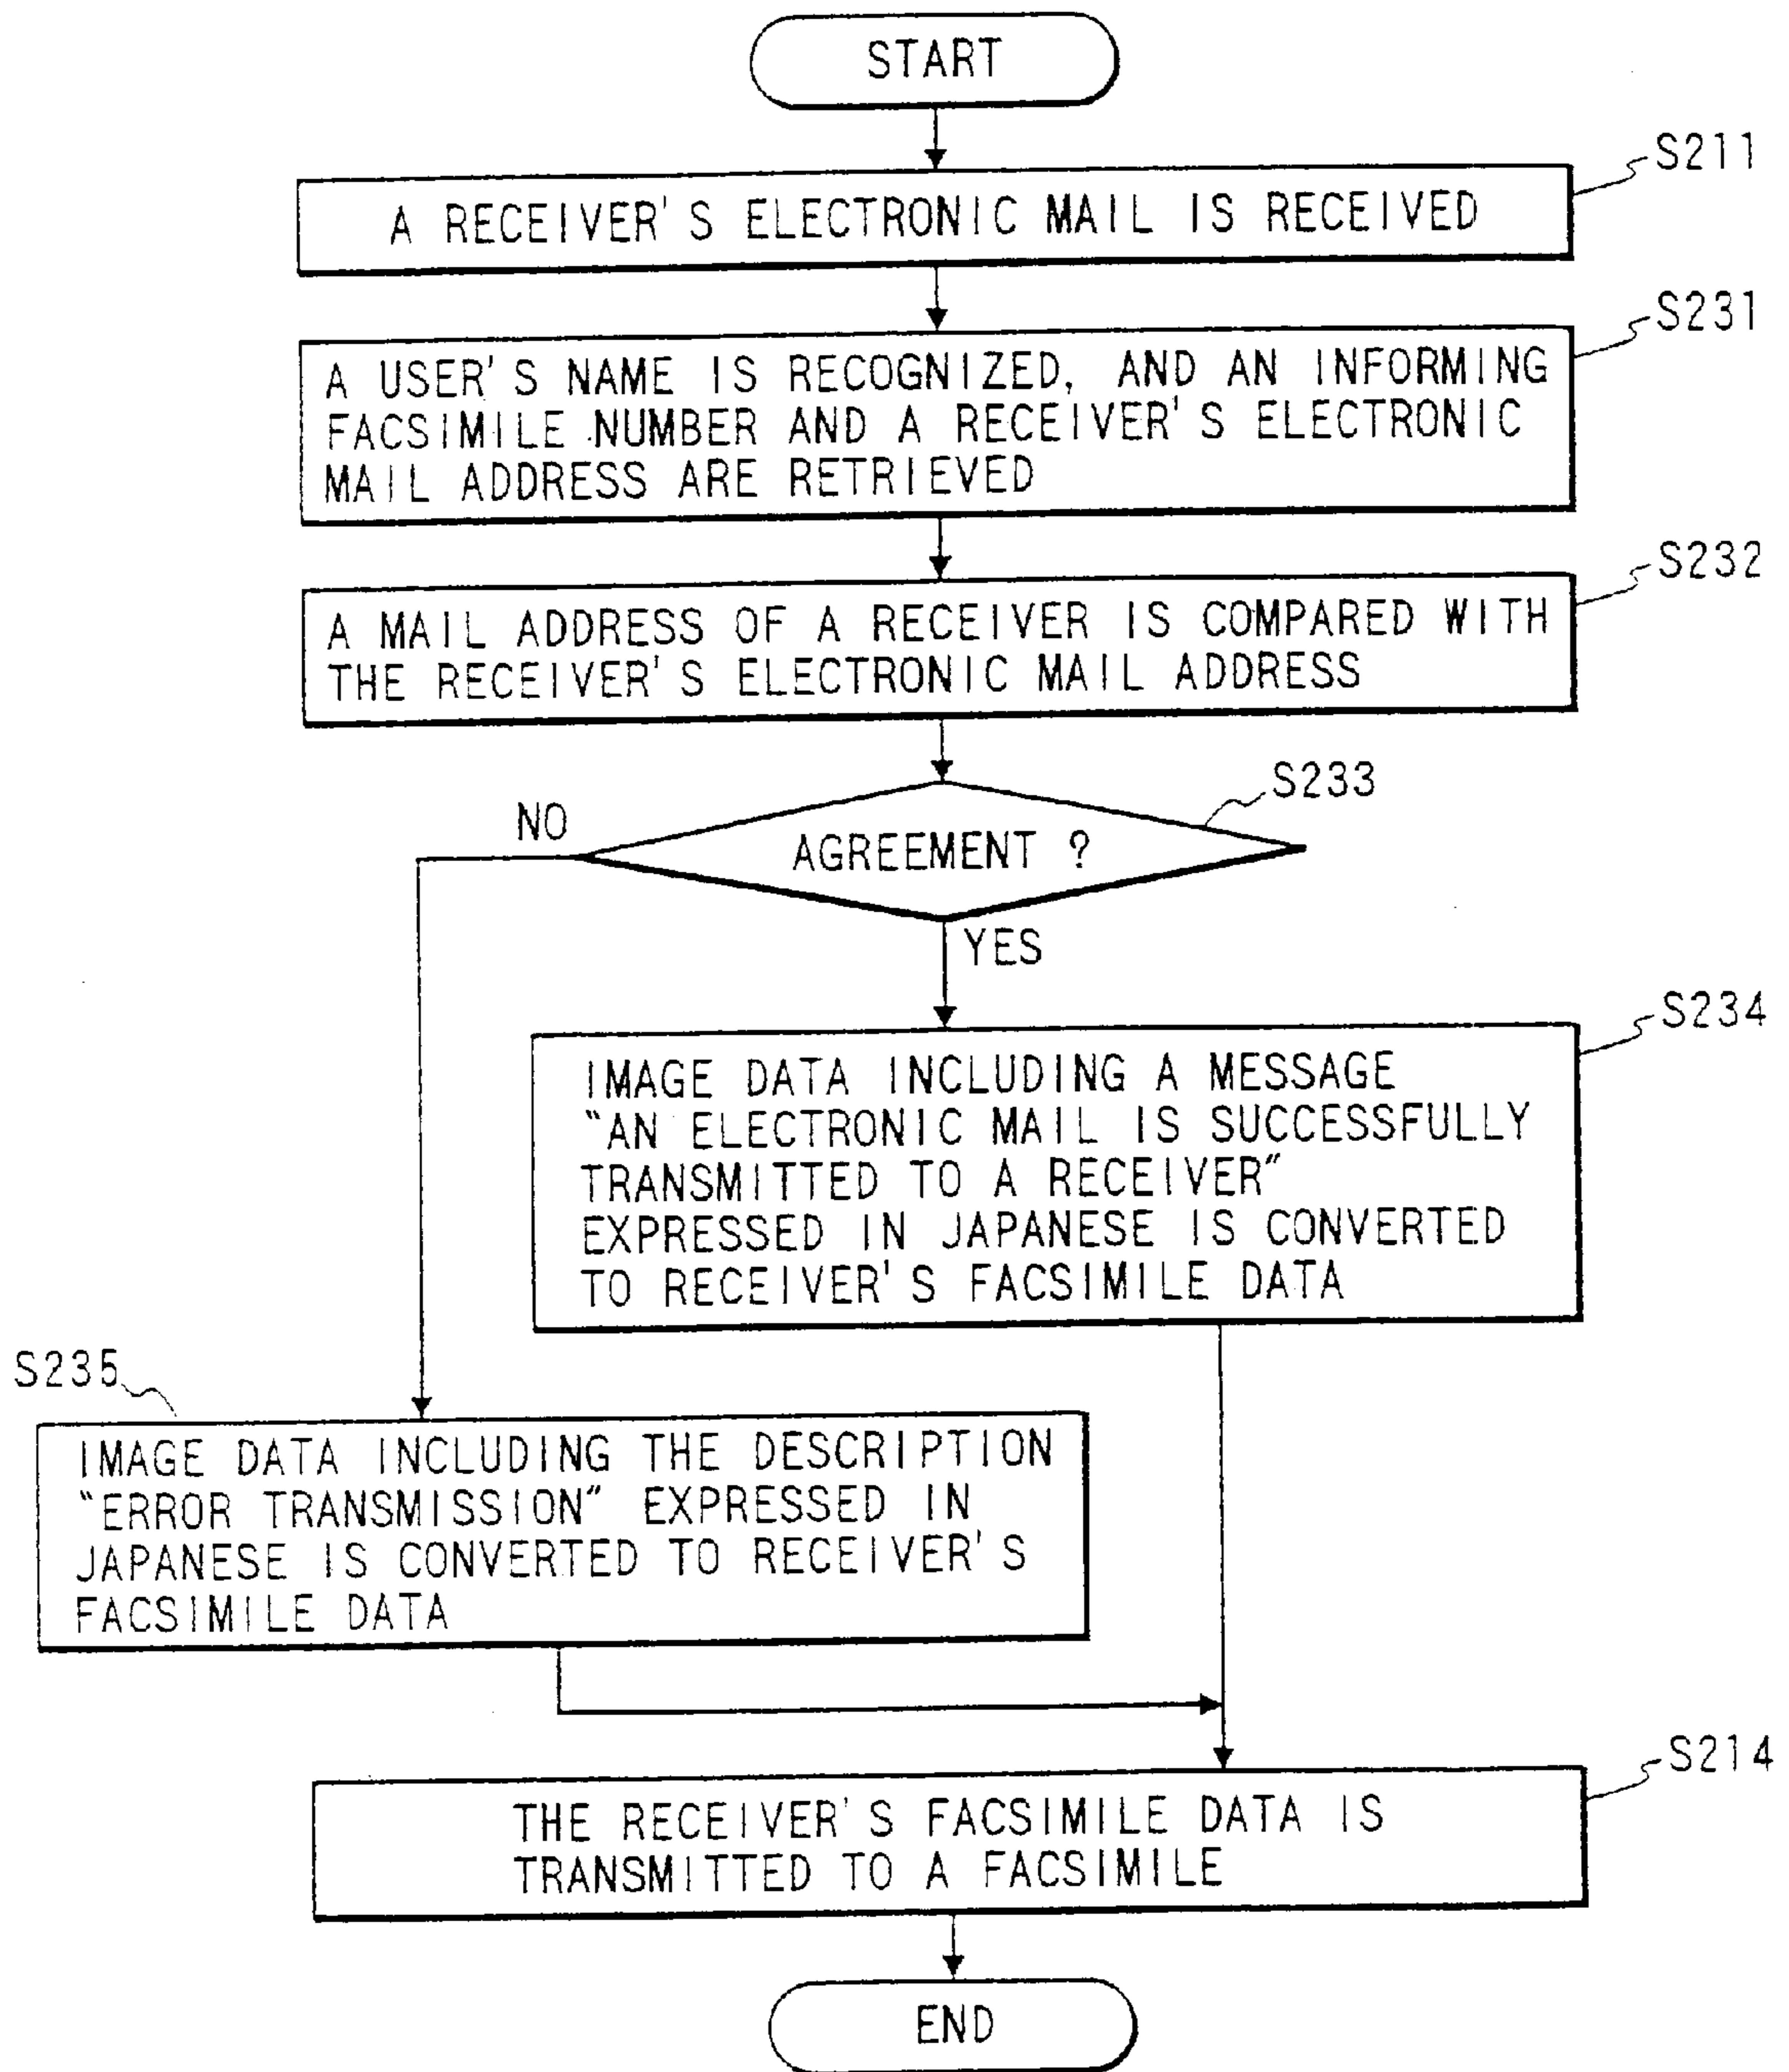 START
S211
A RECEIVER'S ELECTRONIC MAIL IS RECEIVED
S231
A USER'S NAME IS RECOGNIZED, AND AN INFORMING
FACSIMILE NUMBER AND A RECEIVER'S ELECTRONIC
MAIL ADDRESS ARE RETRIEVED
S232
A MAIL ADDRESS OF A RECEIVER IS COMPARED WITH
THE RECEIVER'S ELECTRONIC MAIL ADDRESS
S233
NO
AGREEMENT ?
YES
S234
IMAGE DATA INCLUDING A MESSAGE
"AN ELECTRONIC MAIL IS SUCCESSFULLY
TRANSMITTED TO A RECEIVER"
EXPRESSED IN JAPANESE IS CONVERTED
TO RECEIVER'S FACSIMILE DATA
S235
IMAGE DATA INCLUDING THE DESCRIPTION
"ERROR TRANSMISSION" EXPRESSED IN
JAPANESE IS CONVERTED TO RECEIVER'S
FACSIMILE DATA
S214
THE RECEIVER'S FACSIMILE DATA IS
TRANSMITTED TO A FACSIMILE
END